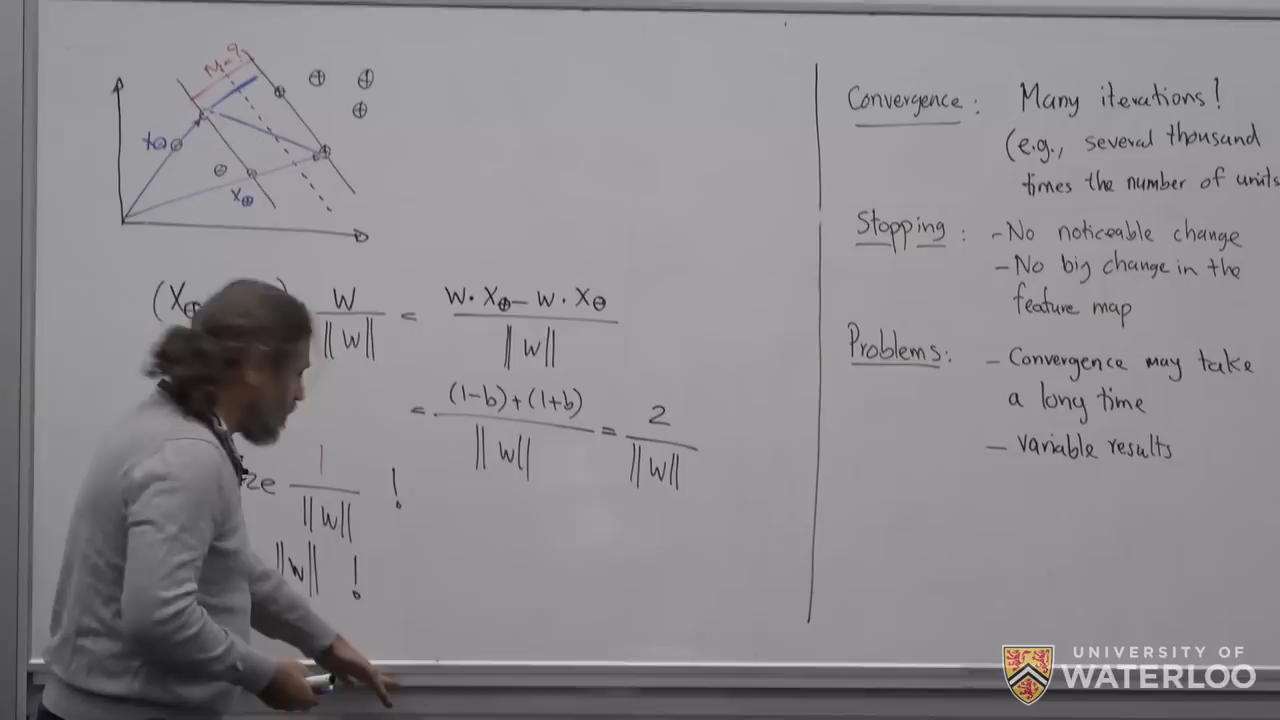 M = ?
X⊖
X⊕
(X⊕ ) W / ||W|| = W · X⊕ - W · X⊖ / ||W||
= (1-b)+(1+b) / ||W|| = 2 / ||W||
ze 1 / ||W|| !
||W|| !
Convergence : Many iterations!
(e.g., several thousand
times the number of units
Stopping : - No noticeable change
- No big change in the
feature map
Problems : - Convergence may take
a long time
- variable results
UNIVERSITY OF
WATERLOO